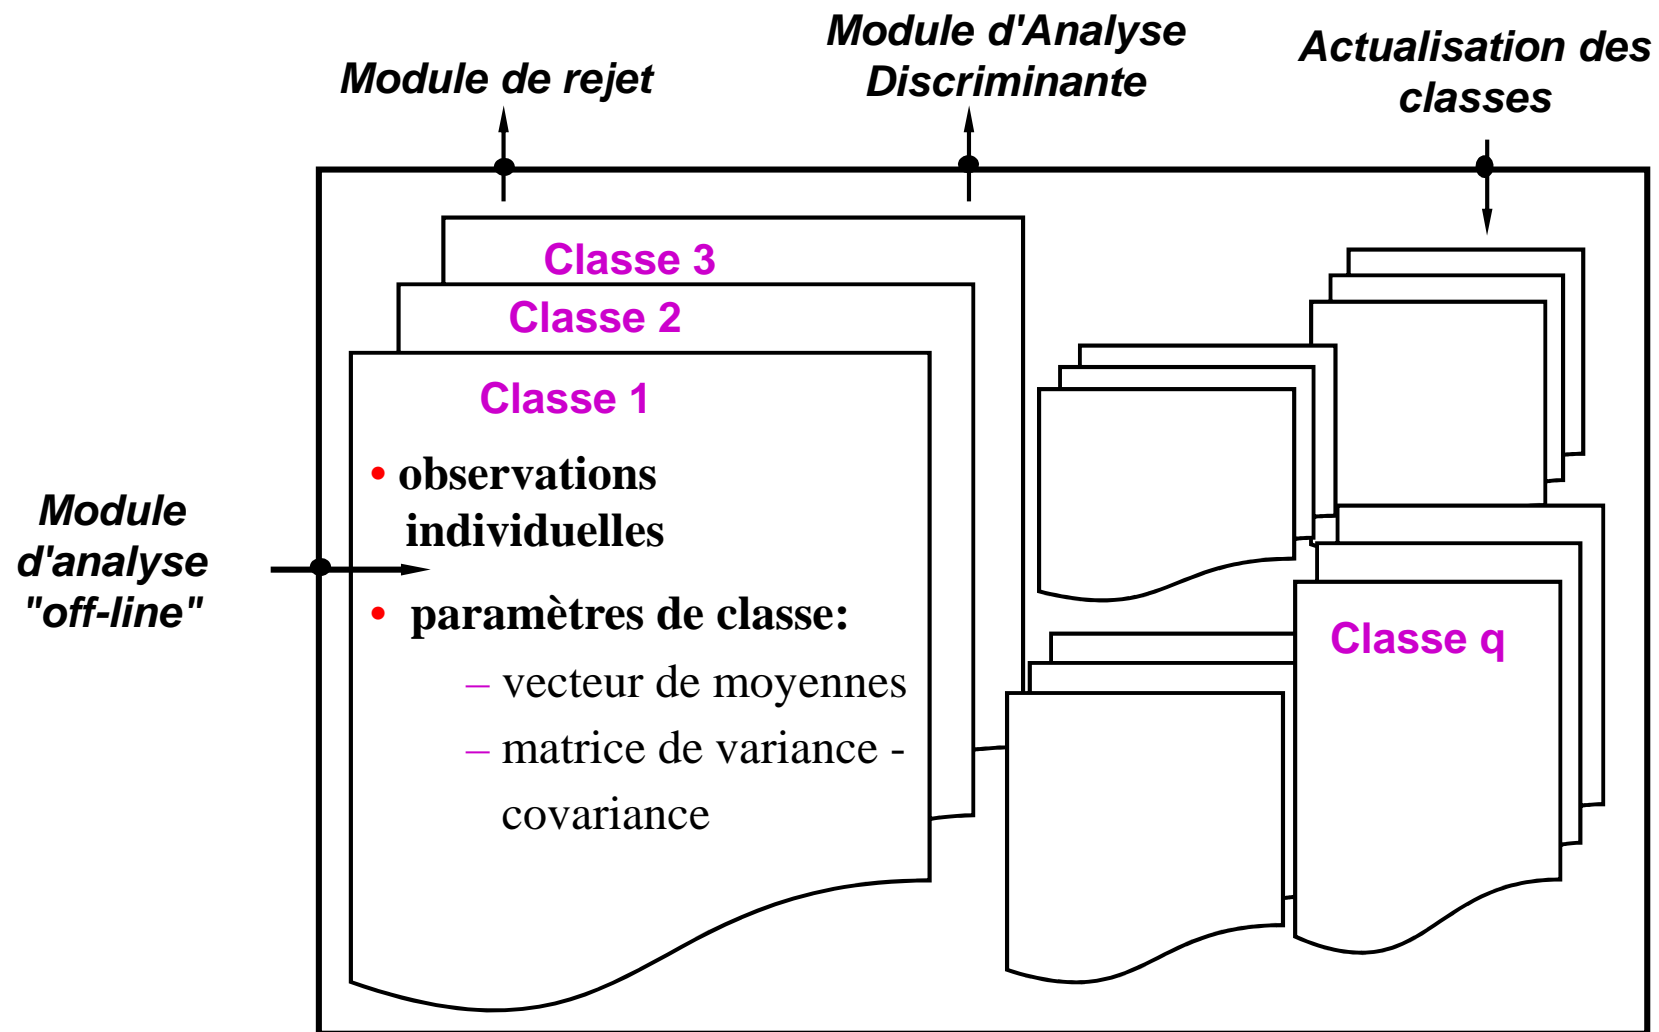 Module de rejet
Module d'Analyse
Discriminante
Actualisation des
classes
Classe 3
Classe 2
Classe 1
• observations
individuelles
• paramètres de classe:
– vecteur de moyennes
– matrice de variance -
covariance
Module
d'analyse
"off-line"
Classe q